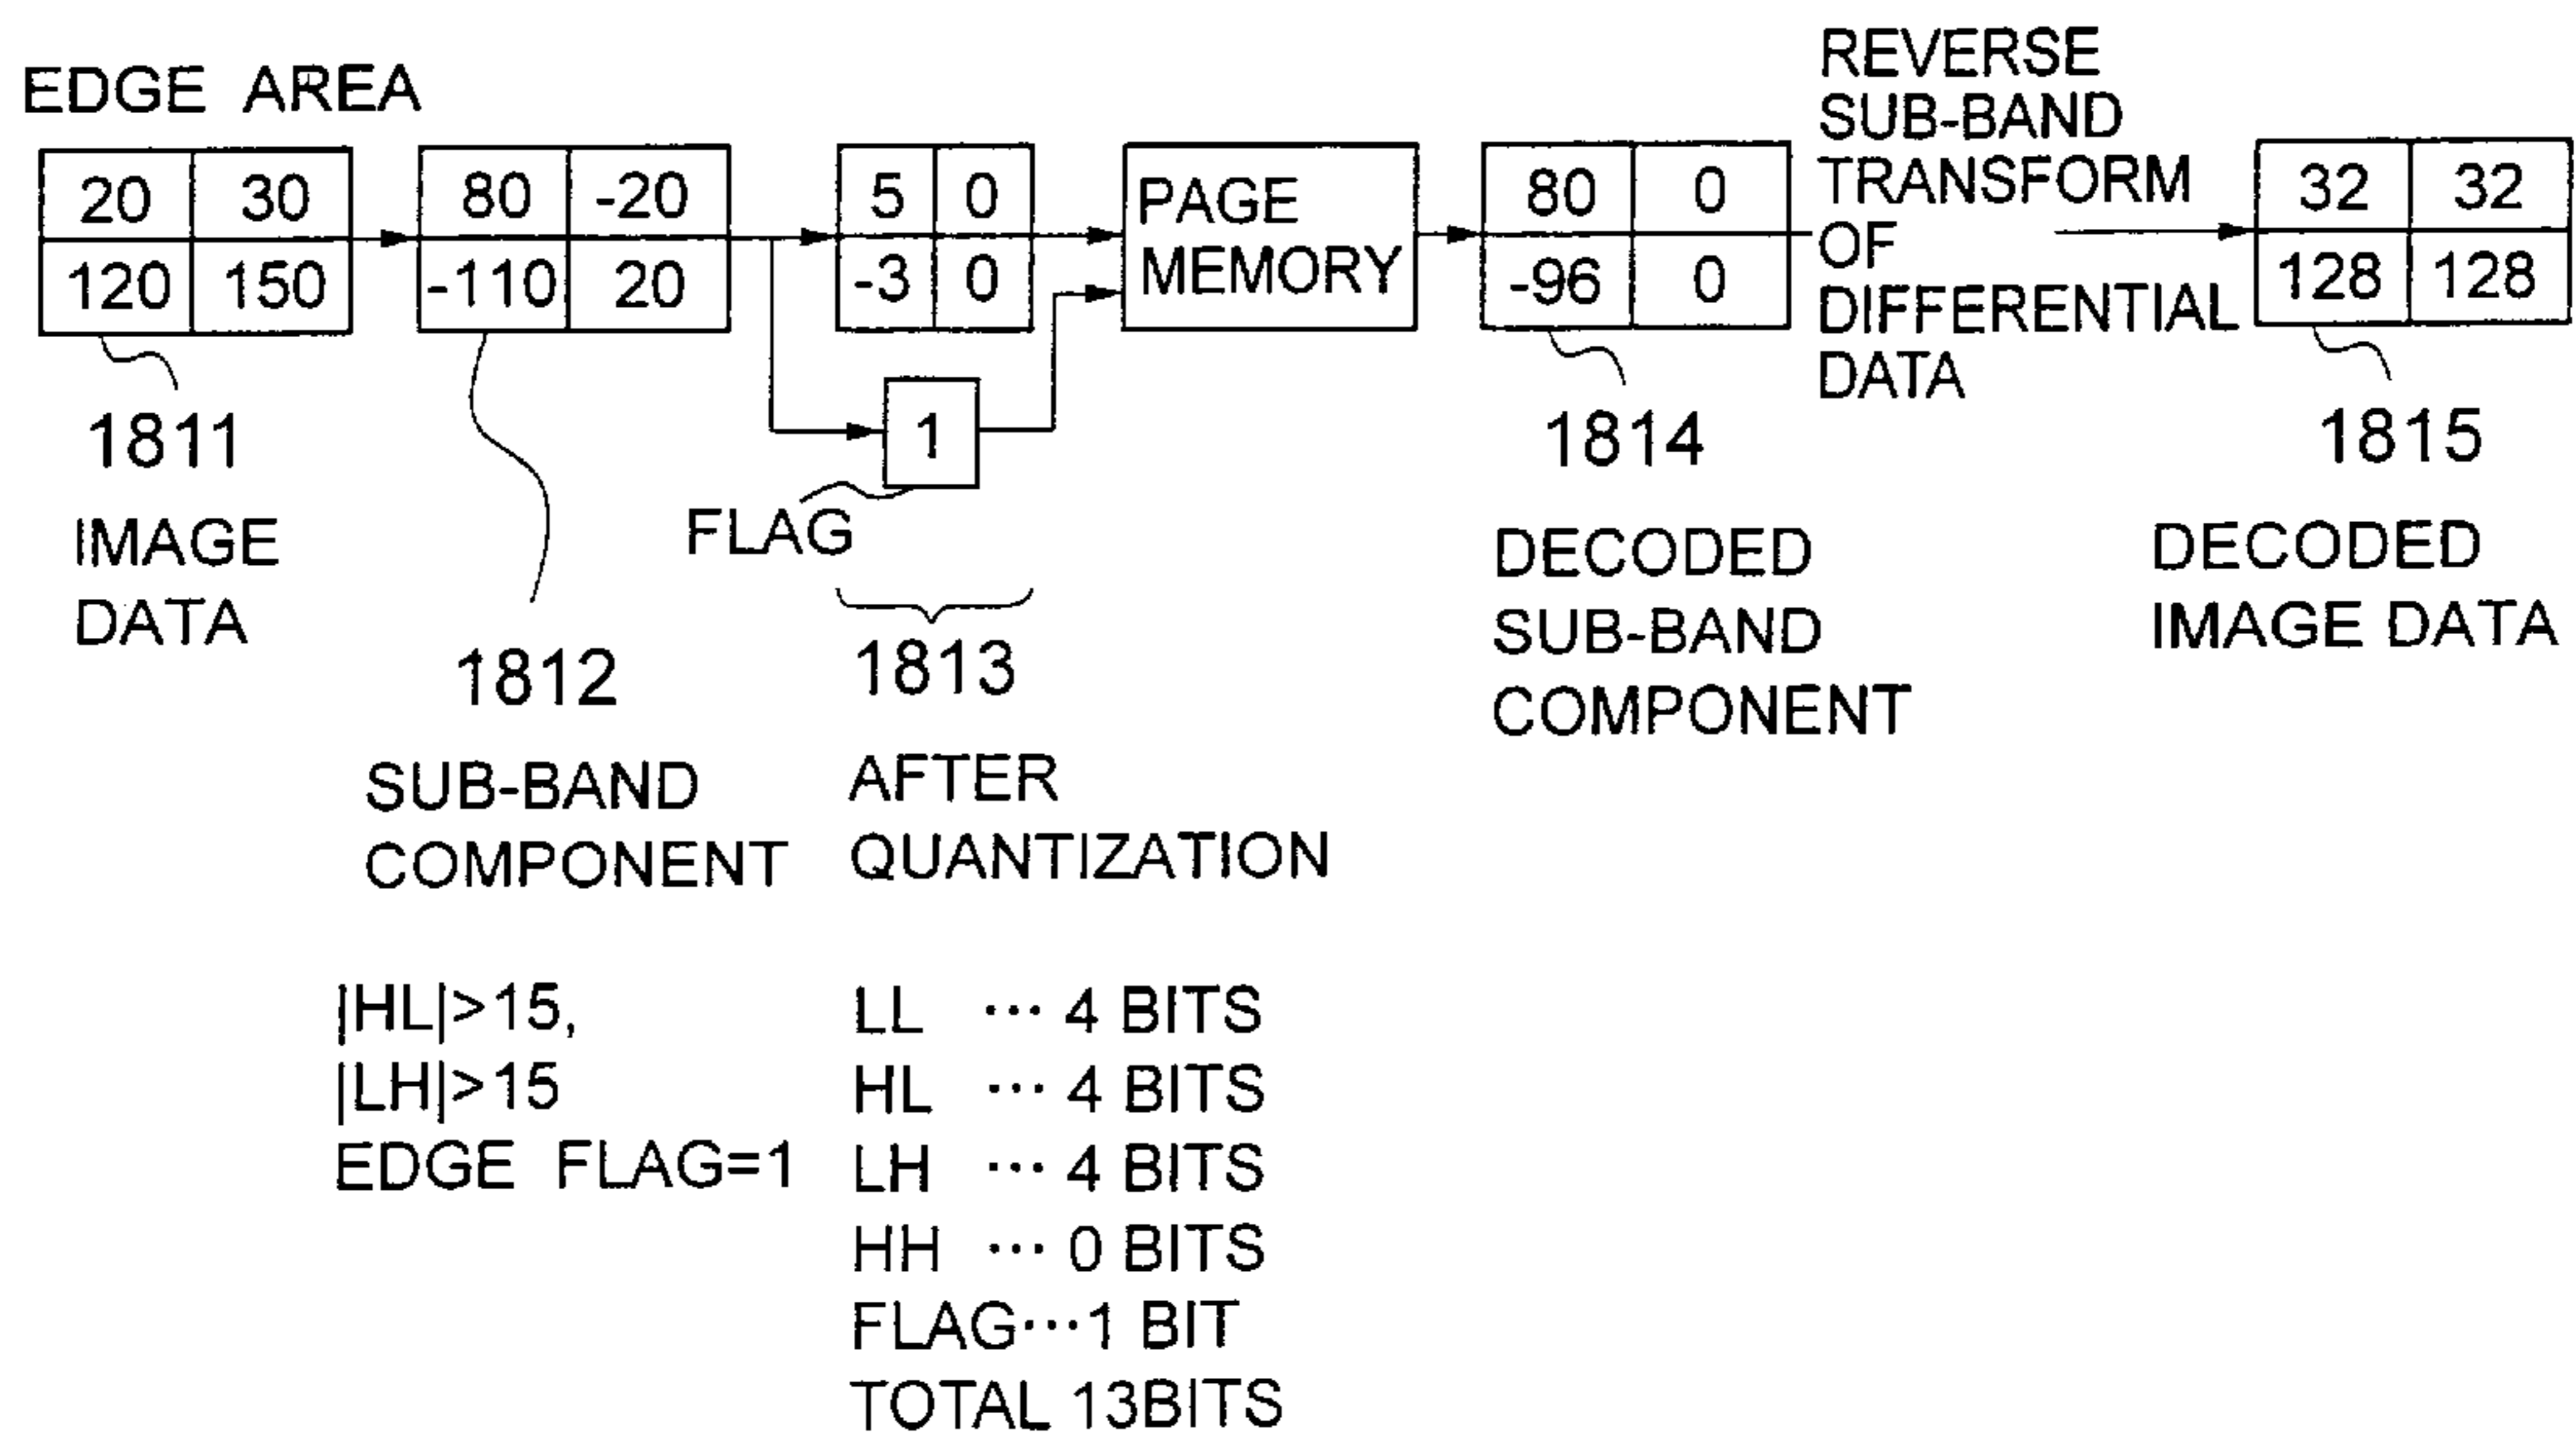 EDGE AREA
20 30
120 150
1811
IMAGE
DATA
80 -20
-110 20
1812
SUB-BAND
COMPONENT
|HL|>15,
|LH|>15
EDGE FLAG=1
5 0
-3 0
1
FLAG
1813
AFTER
QUANTIZATION
LL ··· 4 BITS
HL ··· 4 BITS
LH ··· 4 BITS
HH ··· 0 BITS
FLAG···1 BIT
TOTAL 13BITS
PAGE
MEMORY
80 0
-96 0
1814
DECODED
SUB-BAND
COMPONENT
REVERSE
SUB-BAND
TRANSFORM
OF
DIFFERENTIAL
DATA
32 32
128 128
1815
DECODED
IMAGE DATA